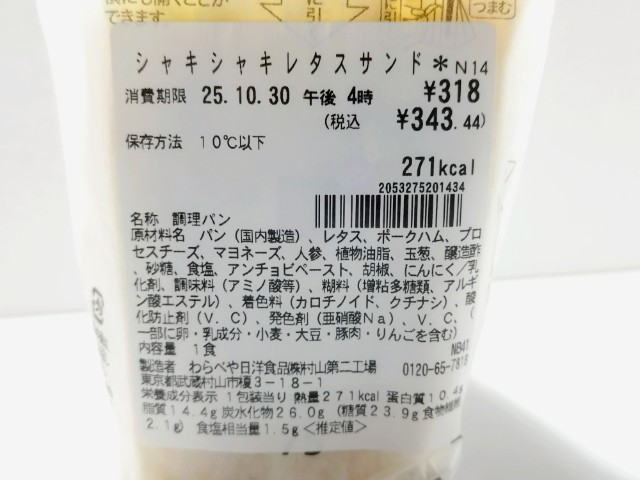 できます。
に引
に引
つまむ
シャキシャキレタスサンド＊N14
消費期限 25.10.30 午後 4時 ¥318
(税込 ¥343.44)
保存方法 10℃以下
271kcal
2053275201434
名称 調理パン
原材料名 パン（国内製造）、レタス、ポークハム、プロ
セスチーズ、マヨネーズ、人参、植物油脂、玉葱、醸造酢
、砂糖、食塩、アンチョビペースト、胡椒、にんにく／乳
化剤、調味料（アミノ酸等）、糊料（増粘多糖類、アルギ
ン酸エステル）、着色料（カロチノイド、クチナシ）、酸
化防止剤（V．C）、発色剤（亜硝酸Na）、V．C、（
一部に卵・乳成分・小麦・大豆・豚肉・りんごを含む）
内容量 1食 NB41
製造者 わらべや日洋食品㈱村山第二工場 0120-65-7818
東京都武蔵村山市榎3－18－1
栄養成分表示 1包装当り 熱量271kcal 蛋白質10.4g
脂質14.4g 炭水化物26.0g （糖質23.9g 食物繊維
2.1g） 食塩相当量1.5g ＜推定値＞